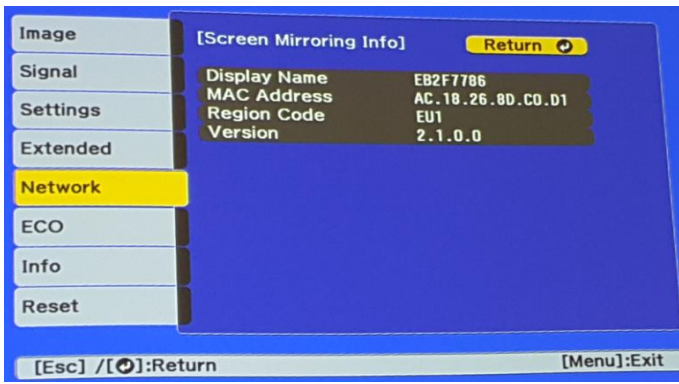 Image
Signal
Settings
Extended
Network
ECO
Info
Reset
[Screen Mirroring Info]
Return
Display Name EB2F7786
MAC Address AC.18.26.8D.C0.D1
Region Code EU1
Version 2.1.0.0
[Esc] /[ ]:Return [Menu]:Exit